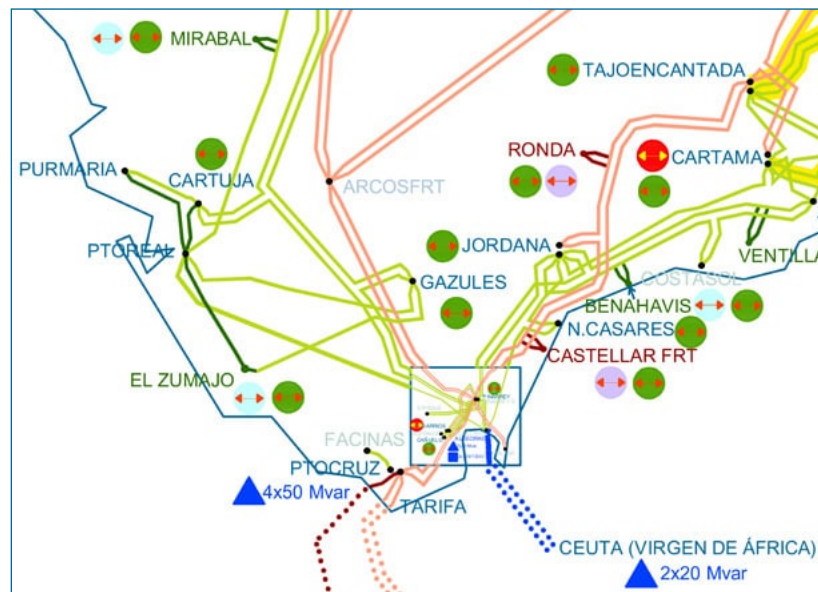 MIRABAL
TAJOENCANTADA
RONDA
CARTAMA
PURMARIA
CARTUJA
ARCOSFRT
PTOREAL
JORDANA
GAZULES
VENTILLA
COSTASOL
BENAHAVIS
N.CASARES
CASTELLAR FRT
EL ZUMAJO
FACINAS
PTOCRUZ
4x50 Mvar
TARIFA
CEUTA (VIRGEN DE ÁFRICA)
2x20 Mvar